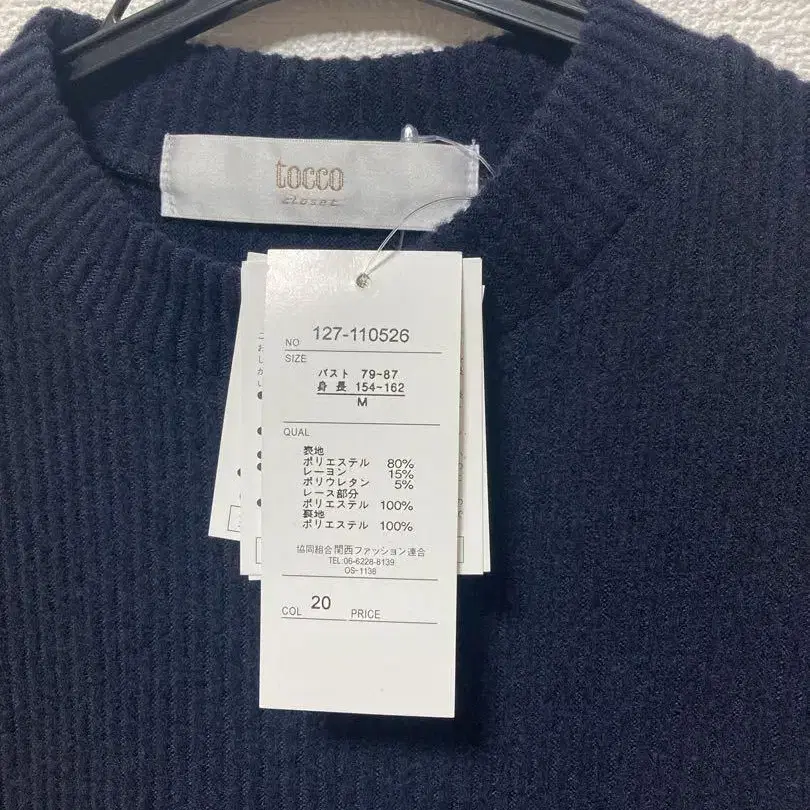 tocco
closet
NO 127-110526
SIZE
バスト 79-87
身長 154-162
M
QUAL
表地
ポリエステル 80%
レーヨン 15%
ポリウレタン 5%
レース部分
ポリエステル 100%
裏地
ポリエステル 100%
協同組合関西ファッション連合
TEL:06-6228-6139
OS-1138
COL 20 PRICE